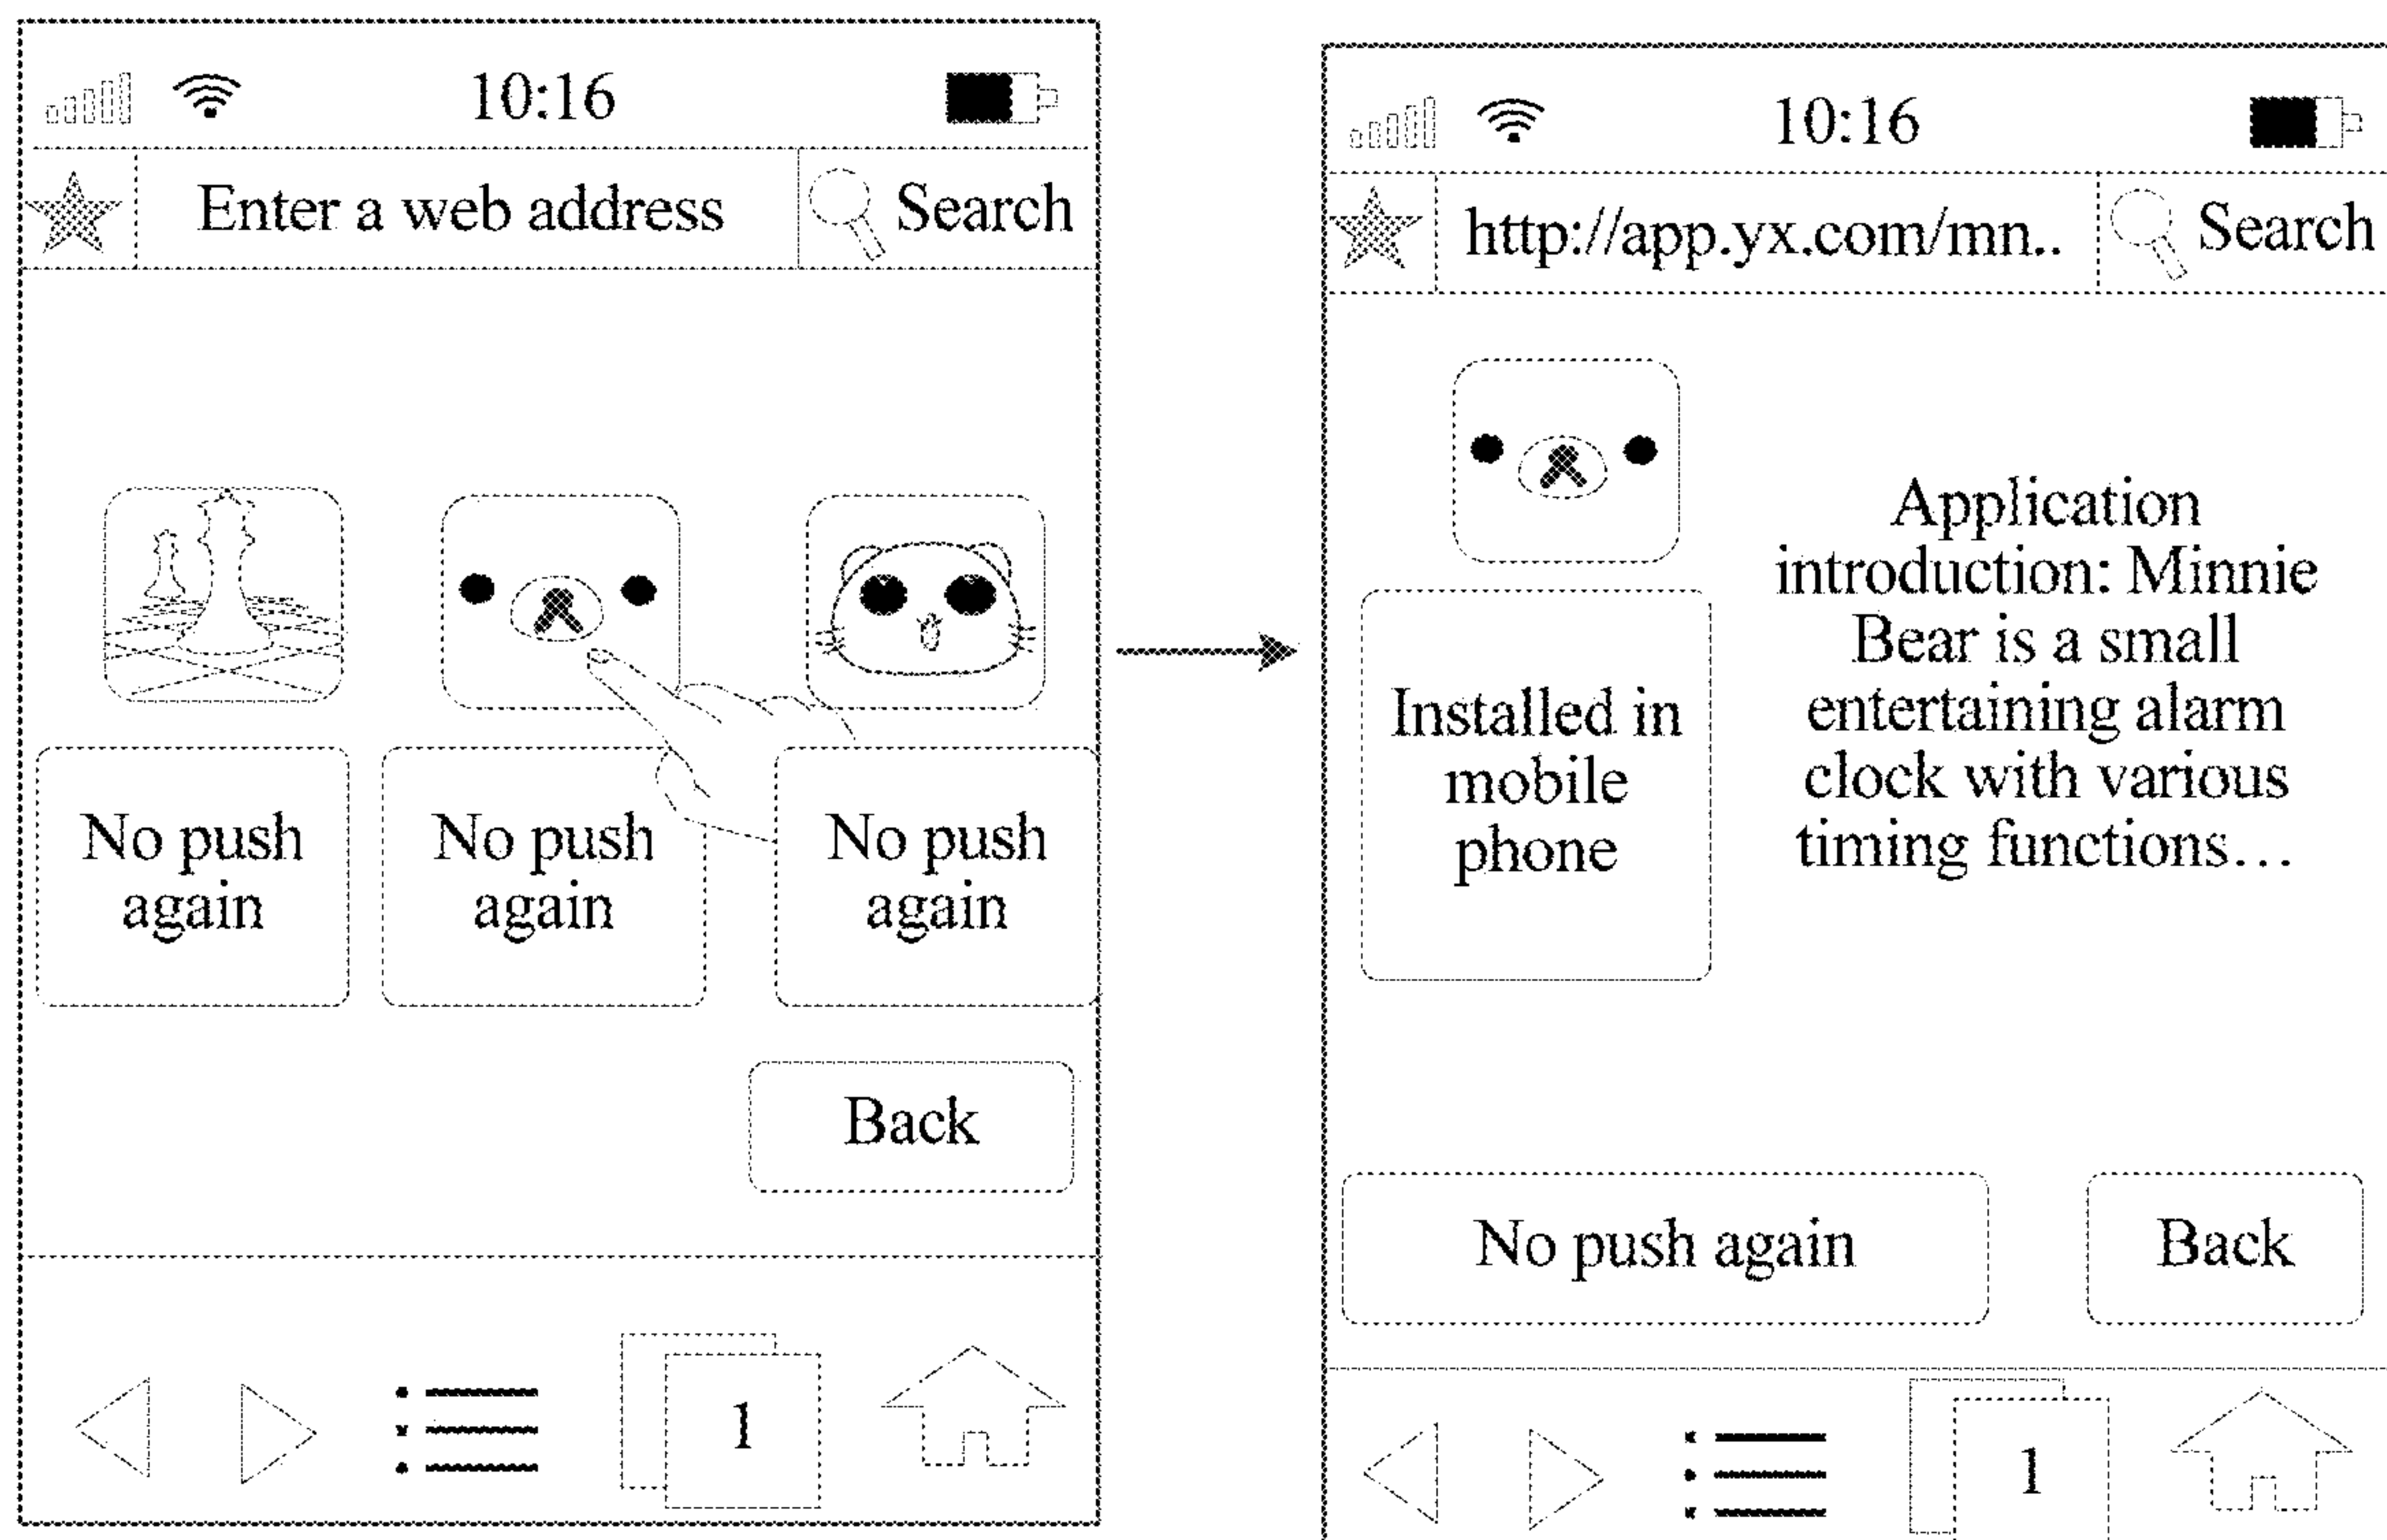 10:16
Enter a web address
Search
No push
again
No push
again
No push
again
Back
1
10:16
http://app.yx.com/mn..
Search
Application
introduction: Minnie
Bear is a small
entertaining alarm
clock with various
timing functions...
Installed in
mobile
phone
No push again
Back
1